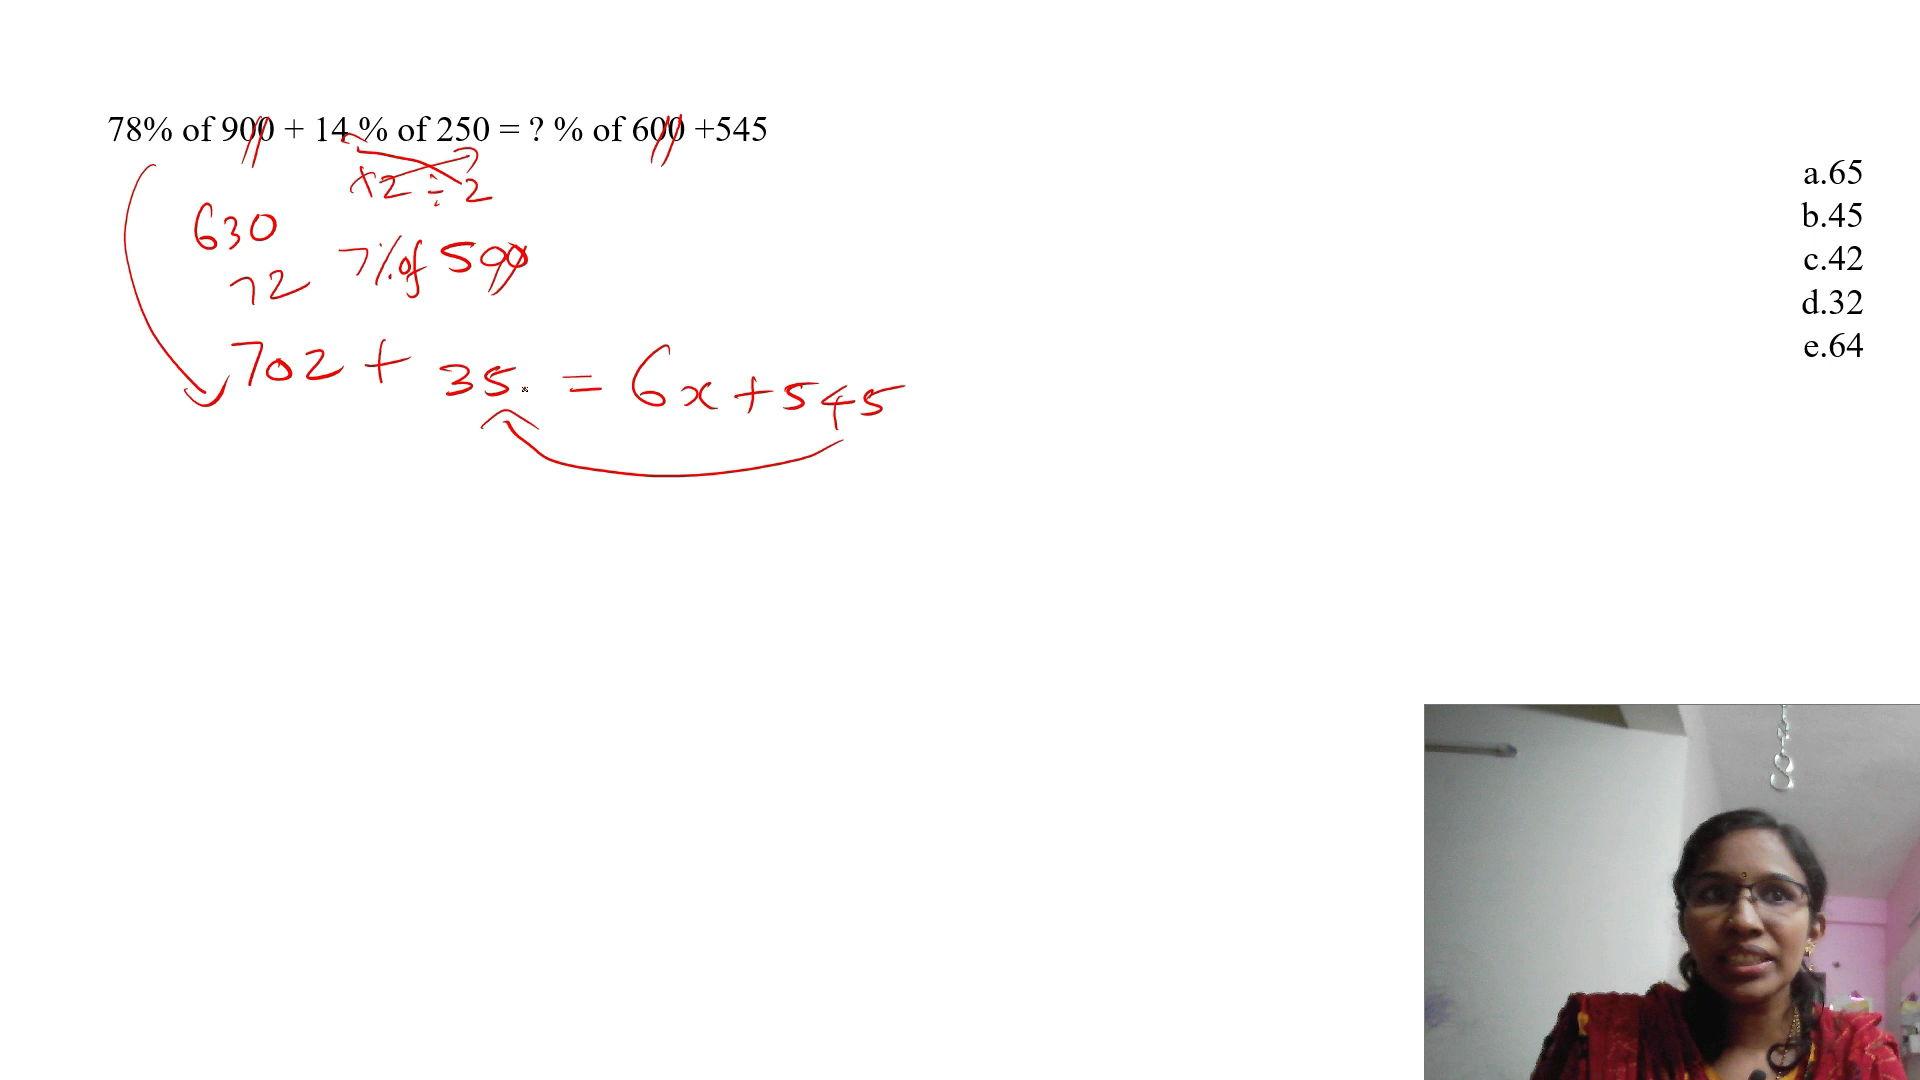 78% of 900 + 14 % of 250 = ? % of 600 +545
a.65
b.45
c.42
d.32
e.64
×2 ÷2
630
72
7% of 500
702 + 35 = 6x+545